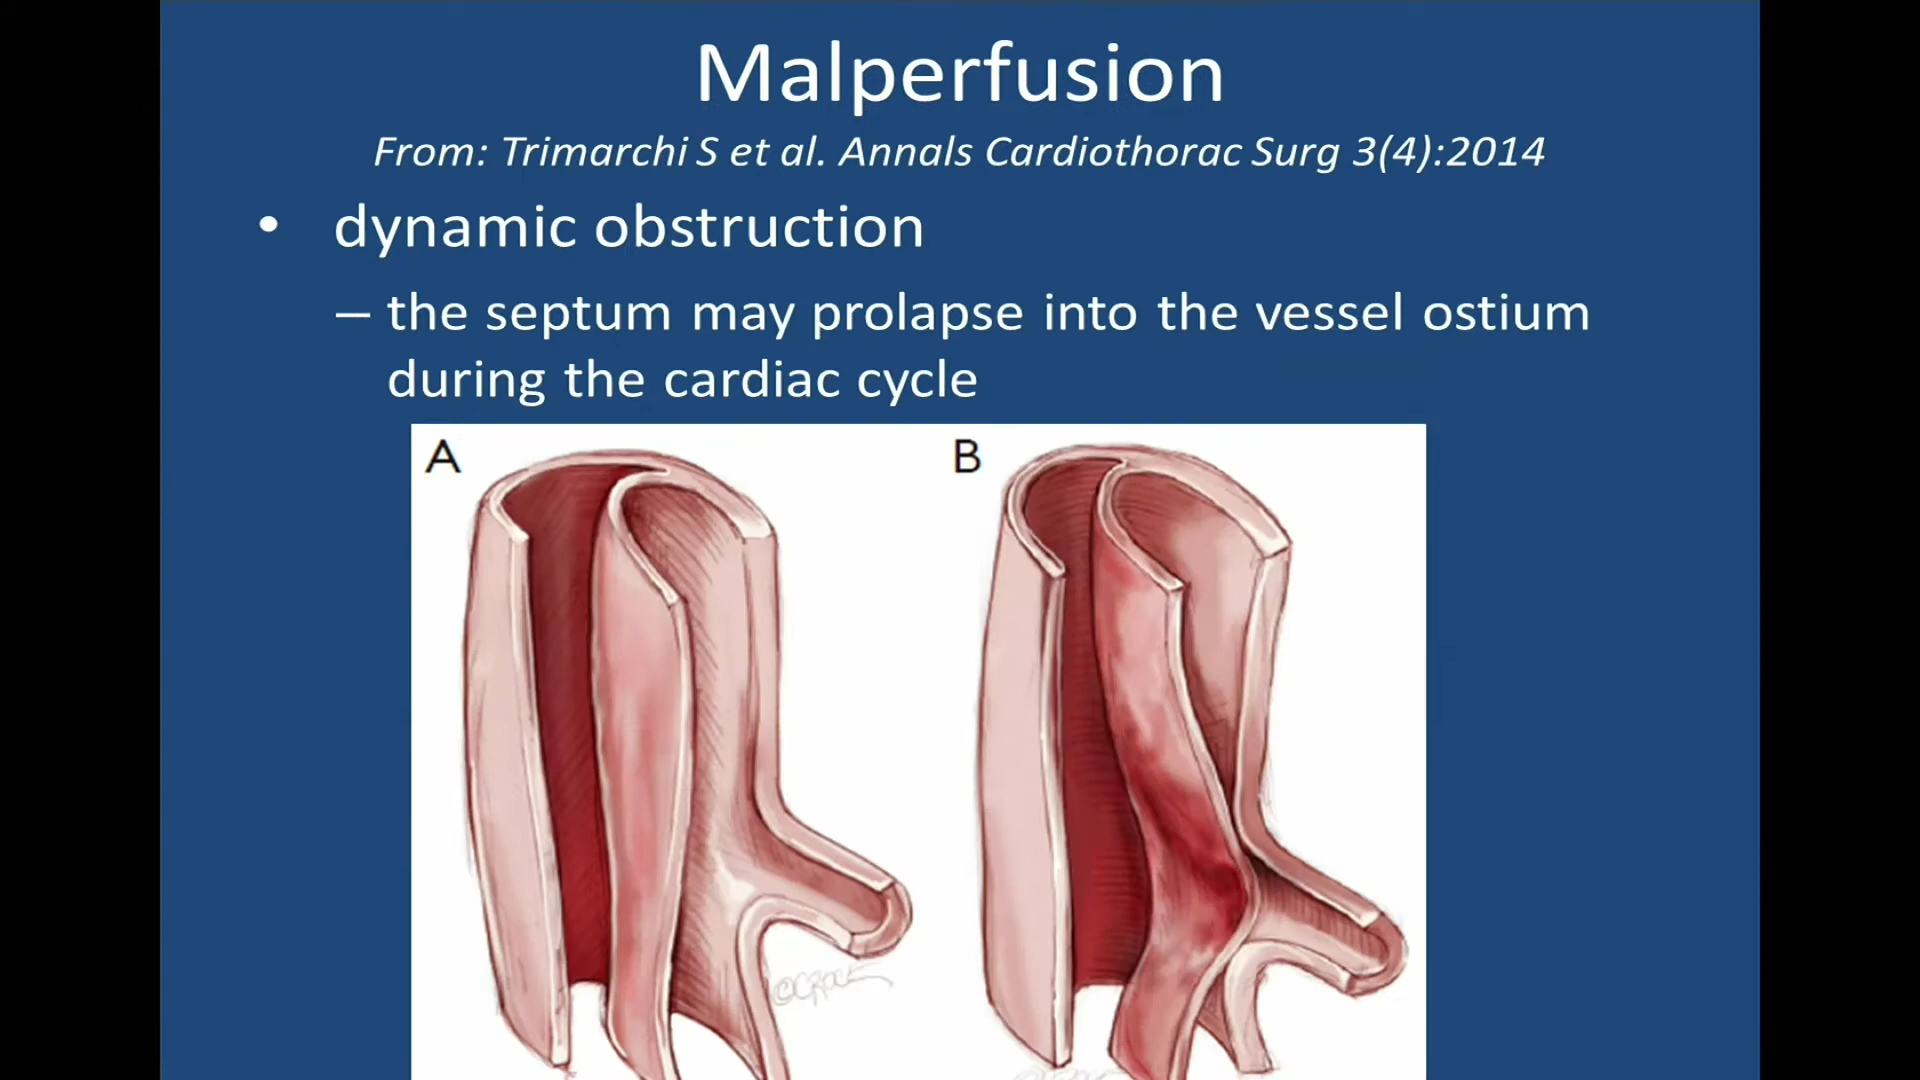 Malperfusion
From: Trimarchi S et al. Annals Cardiothorac Surg 3(4):2014
• dynamic obstruction
– the septum may prolapse into the vessel ostium
during the cardiac cycle
A B